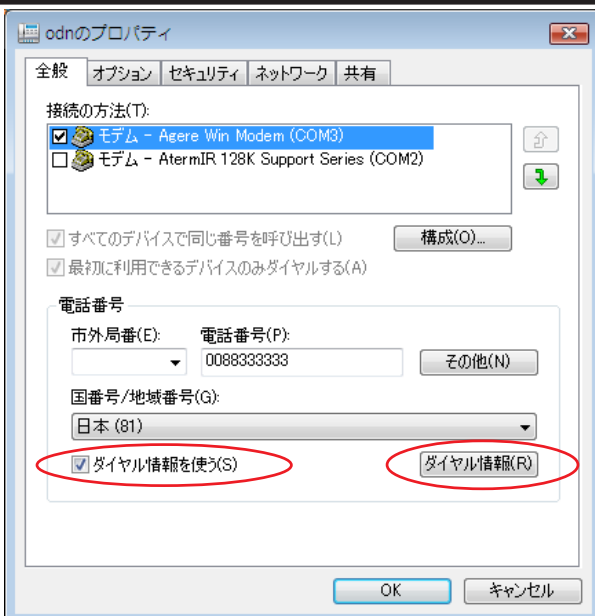 odnのプロパティ
全般 オプション セキュリティ ネットワーク 共有
接続の方法(T):
モデム - Agere Win Modem (COM3)
モデム - AtermIR 128K Support Series (COM2)
すべてのデバイスで同じ番号を呼び出す(L) 構成(O)...
最初に利用できるデバイスのみダイヤルする(A)
電話番号
市外局番(E): 電話番号(P):
0088333333 その他(N)
国番号/地域番号(G):
日本 (81)
ダイヤル情報を使う(S) ダイヤル情報(R)
OK キャンセル